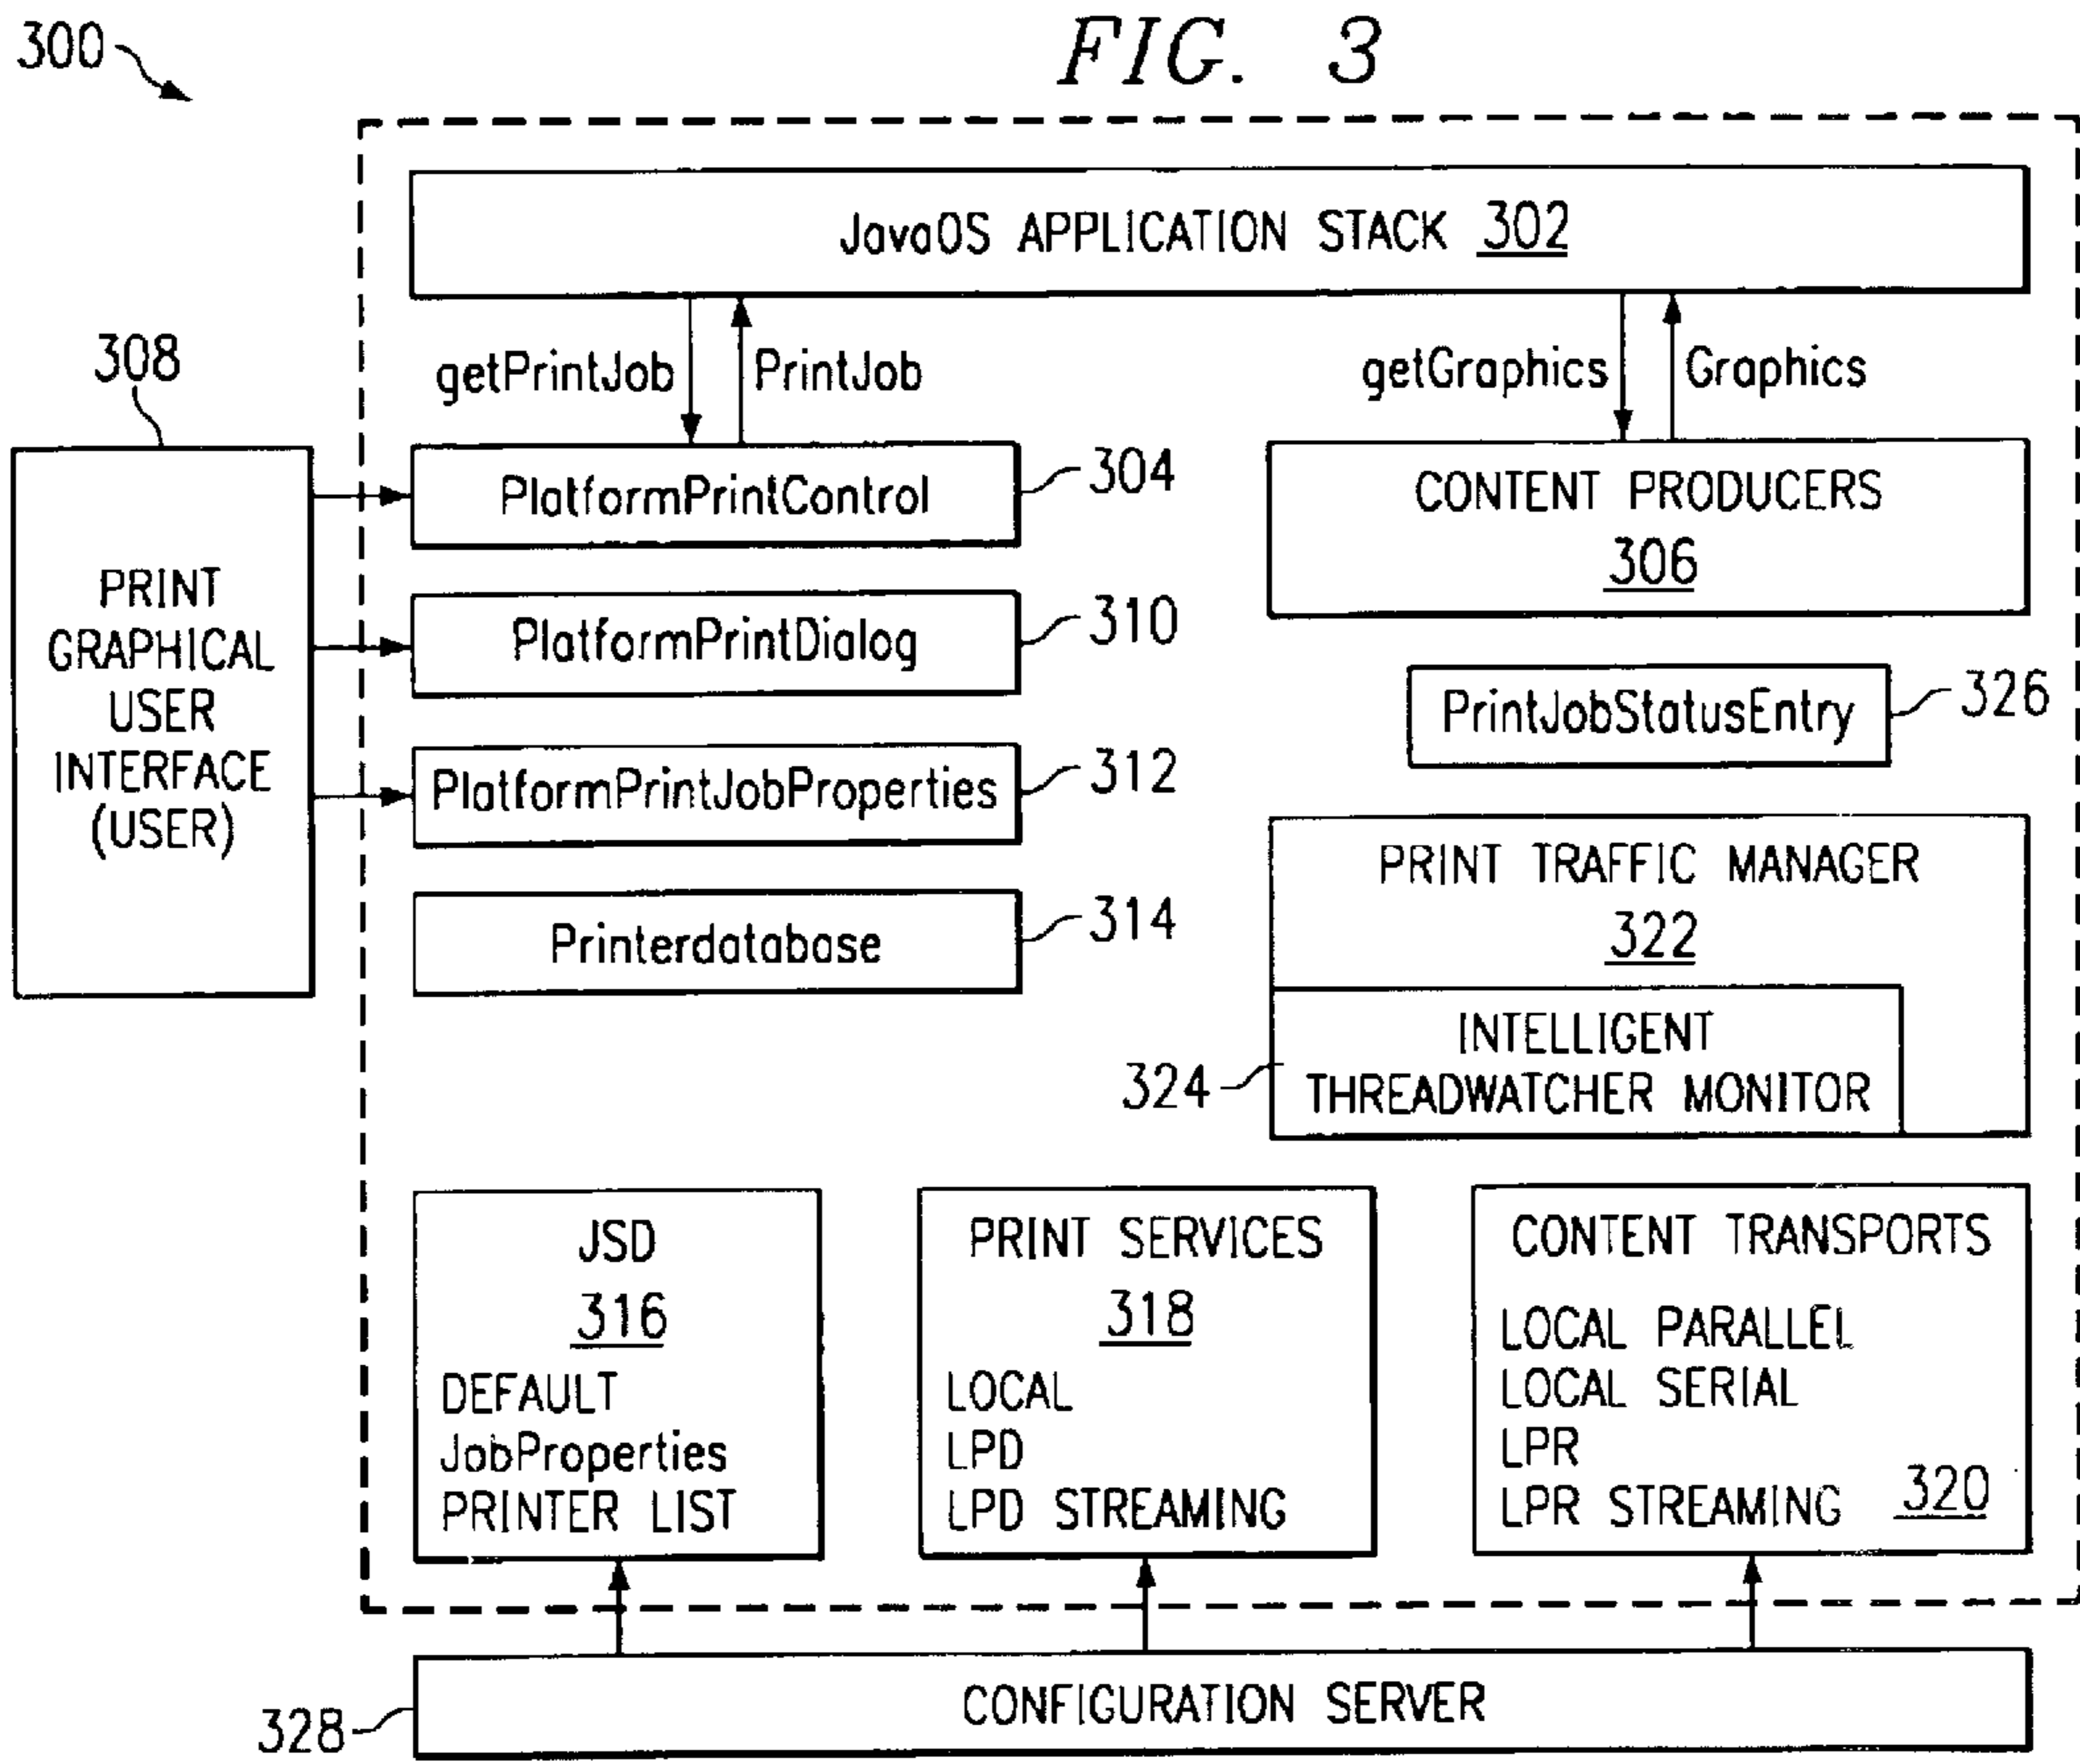 300
FIG. 3
JavaOS APPLICATION STACK 302
getPrintJob
PrintJob
getGraphics
Graphics
308
PRINT
GRAPHICAL
USER
INTERFACE
(USER)
PlatformPrintControl
304
CONTENT PRODUCERS
306
PlatformPrintDialog
310
PrintJobStatusEntry
326
PlatformPrintJobProperties
312
Printerdatabase
314
PRINT TRAFFIC MANAGER
322
INTELLIGENT
THREADWATCHER MONITOR
324
JSD
316
DEFAULT
JobProperties
PRINTER LIST
PRINT SERVICES
318
LOCAL
LPD
LPD STREAMING
CONTENT TRANSPORTS
LOCAL PARALLEL
LOCAL SERIAL
LPR
LPR STREAMING
320
CONFIGURATION SERVER
328